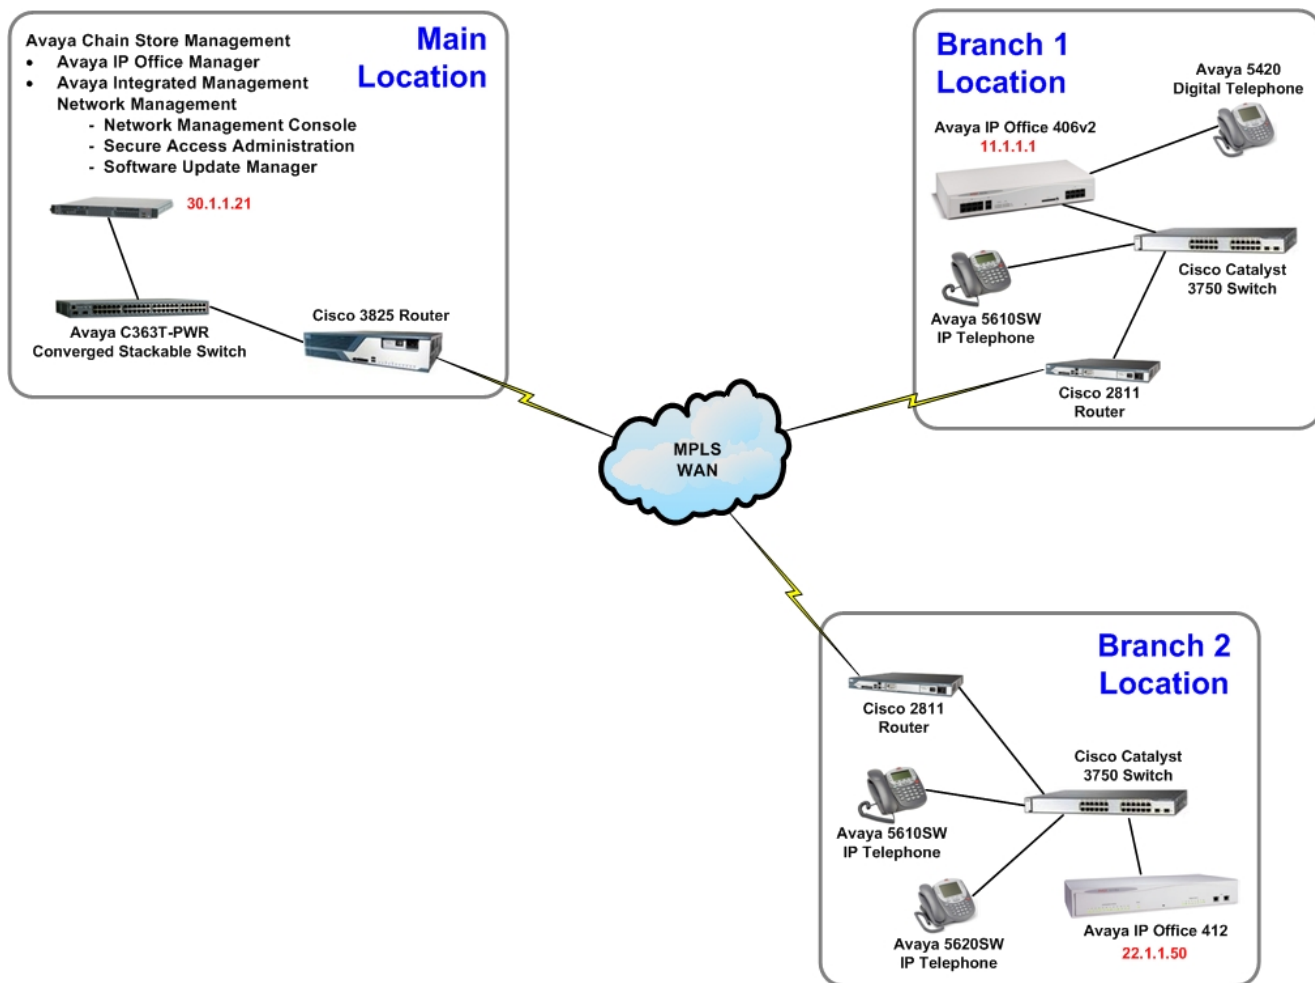 Avaya Chain Store Management
• Avaya IP Office Manager
• Avaya Integrated Management
Network Management
- Network Management Console
- Secure Access Administration
- Software Update Manager
Main
Location
30.1.1.21
Avaya C363T-PWR
Converged Stackable Switch
Cisco 3825 Router
MPLS
WAN
Branch 1
Location
Avaya 5420
Digital Telephone
Avaya IP Office 406v2
11.1.1.1
Cisco Catalyst
3750 Switch
Avaya 5610SW
IP Telephone
Cisco 2811
Router
Branch 2
Location
Cisco 2811
Router
Cisco Catalyst
3750 Switch
Avaya 5610SW
IP Telephone
Avaya 5620SW
IP Telephone
Avaya IP Office 412
22.1.1.50